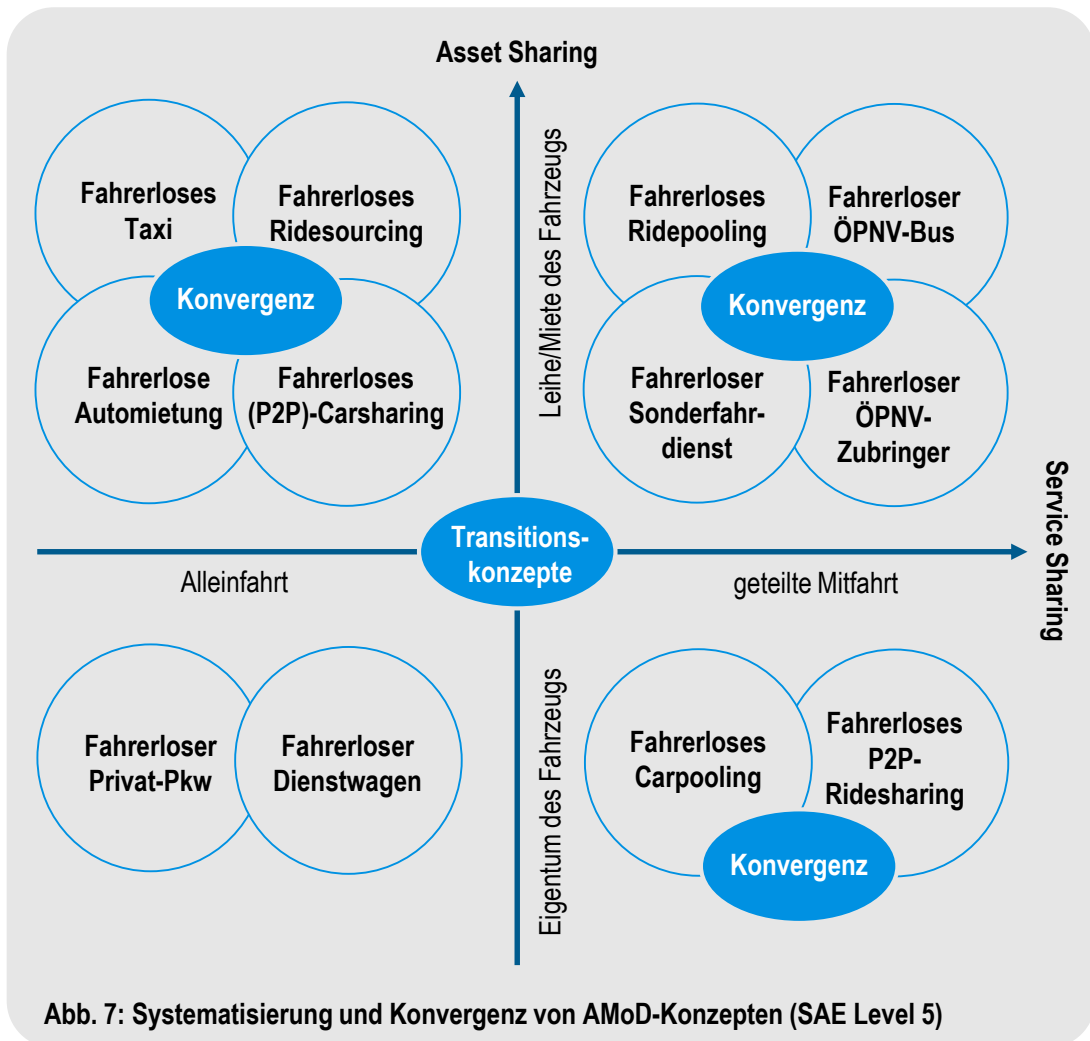 Asset Sharing
Leihe/Miete des Fahrzeugs
Fahrerloses
Taxi
Fahrerloses
Ridesourcing
Konvergenz
Fahrerlose
Automietung
Fahrerloses
(P2P)-Carsharing
Fahrerloses
Ridepooling
Fahrerloser
ÖPNV-Bus
Konvergenz
Fahrerloser
Sonderfahr-
dienst
Fahrerloser
ÖPNV-
Zubringer
Service Sharing
Transitions-
konzepte
Alleinfahrt
geteilte Mitfahrt
Eigentum des Fahrzeugs
Fahrerloser
Privat-Pkw
Fahrerloser
Dienstwagen
Fahrerloses
Carpooling
Fahrerloses
P2P-
Ridesharing
Konvergenz
Abb. 7: Systematisierung und Konvergenz von AMoD-Konzepten (SAE Level 5)